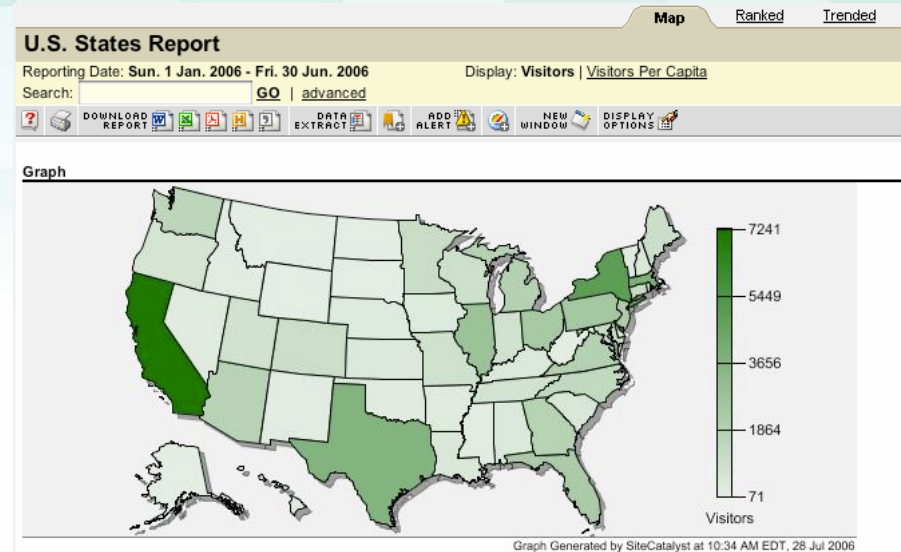 Map Ranked Trended
U.S. States Report
Reporting Date: Sun. 1 Jan. 2006 - Fri. 30 Jun. 2006 Display: Visitors | Visitors Per Capita
Search: GO | advanced
DOWNLOAD REPORT DATA EXTRACT ADD ALERT NEW WINDOW DISPLAY OPTIONS
Graph
7241
5449
3656
1864
71
Visitors
Graph Generated by SiteCatalyst at 10:34 AM EDT, 28 Jul 2006